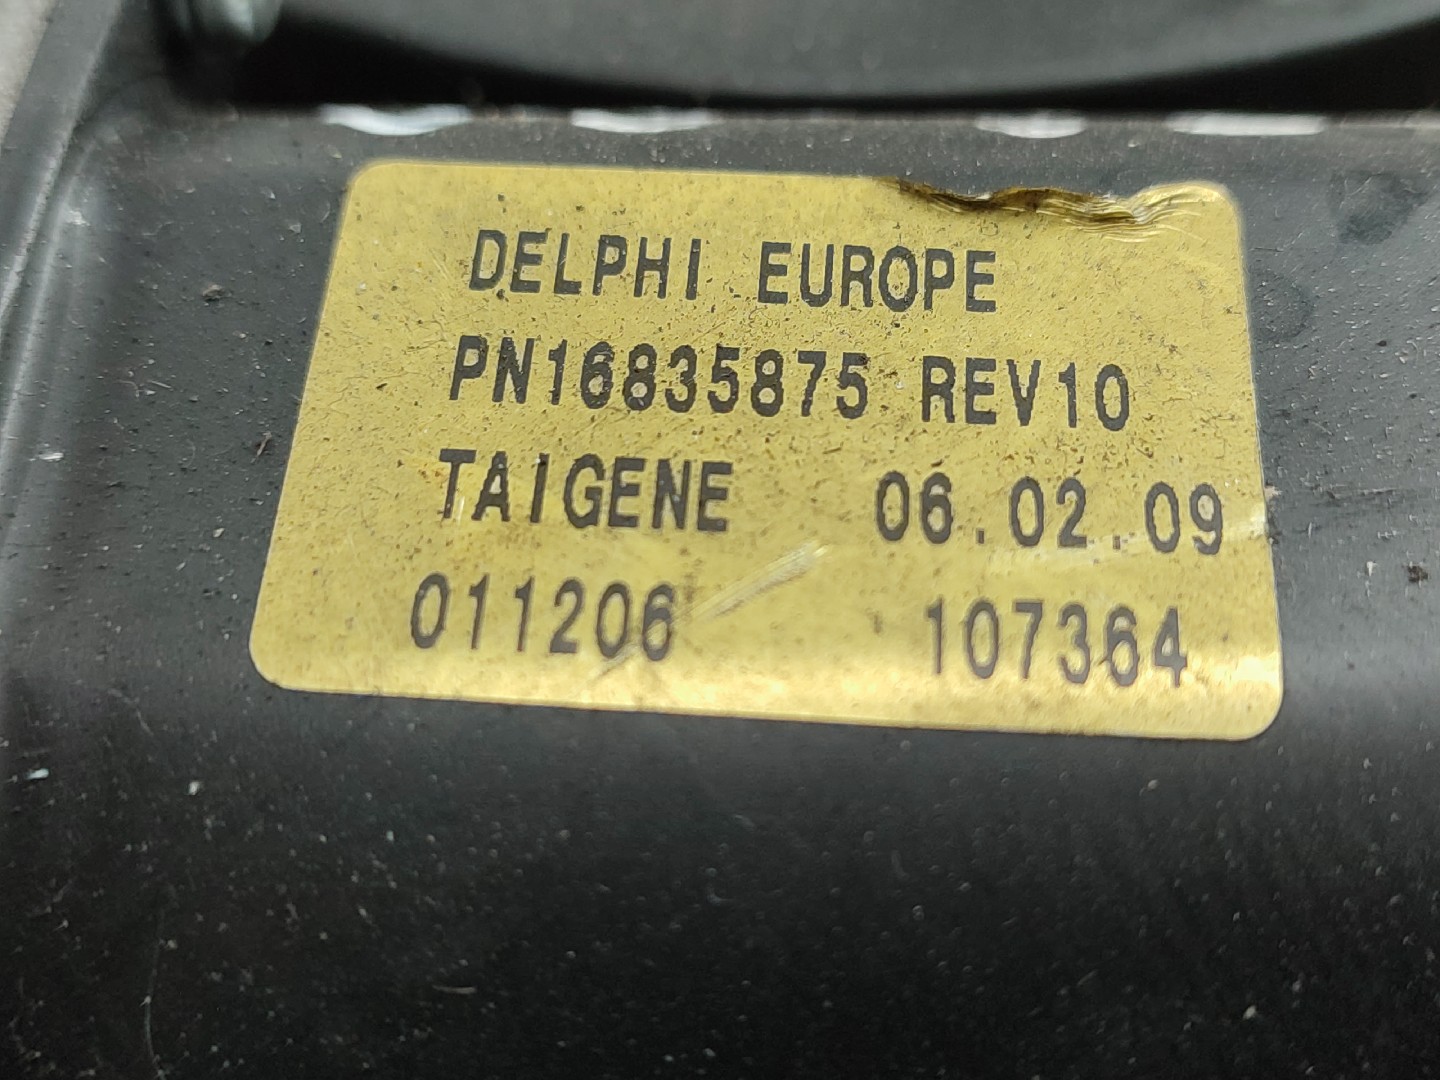 DELPHI EUROPE
PN16835875 REV10
TAIGENE 06.02.09
011206 107364